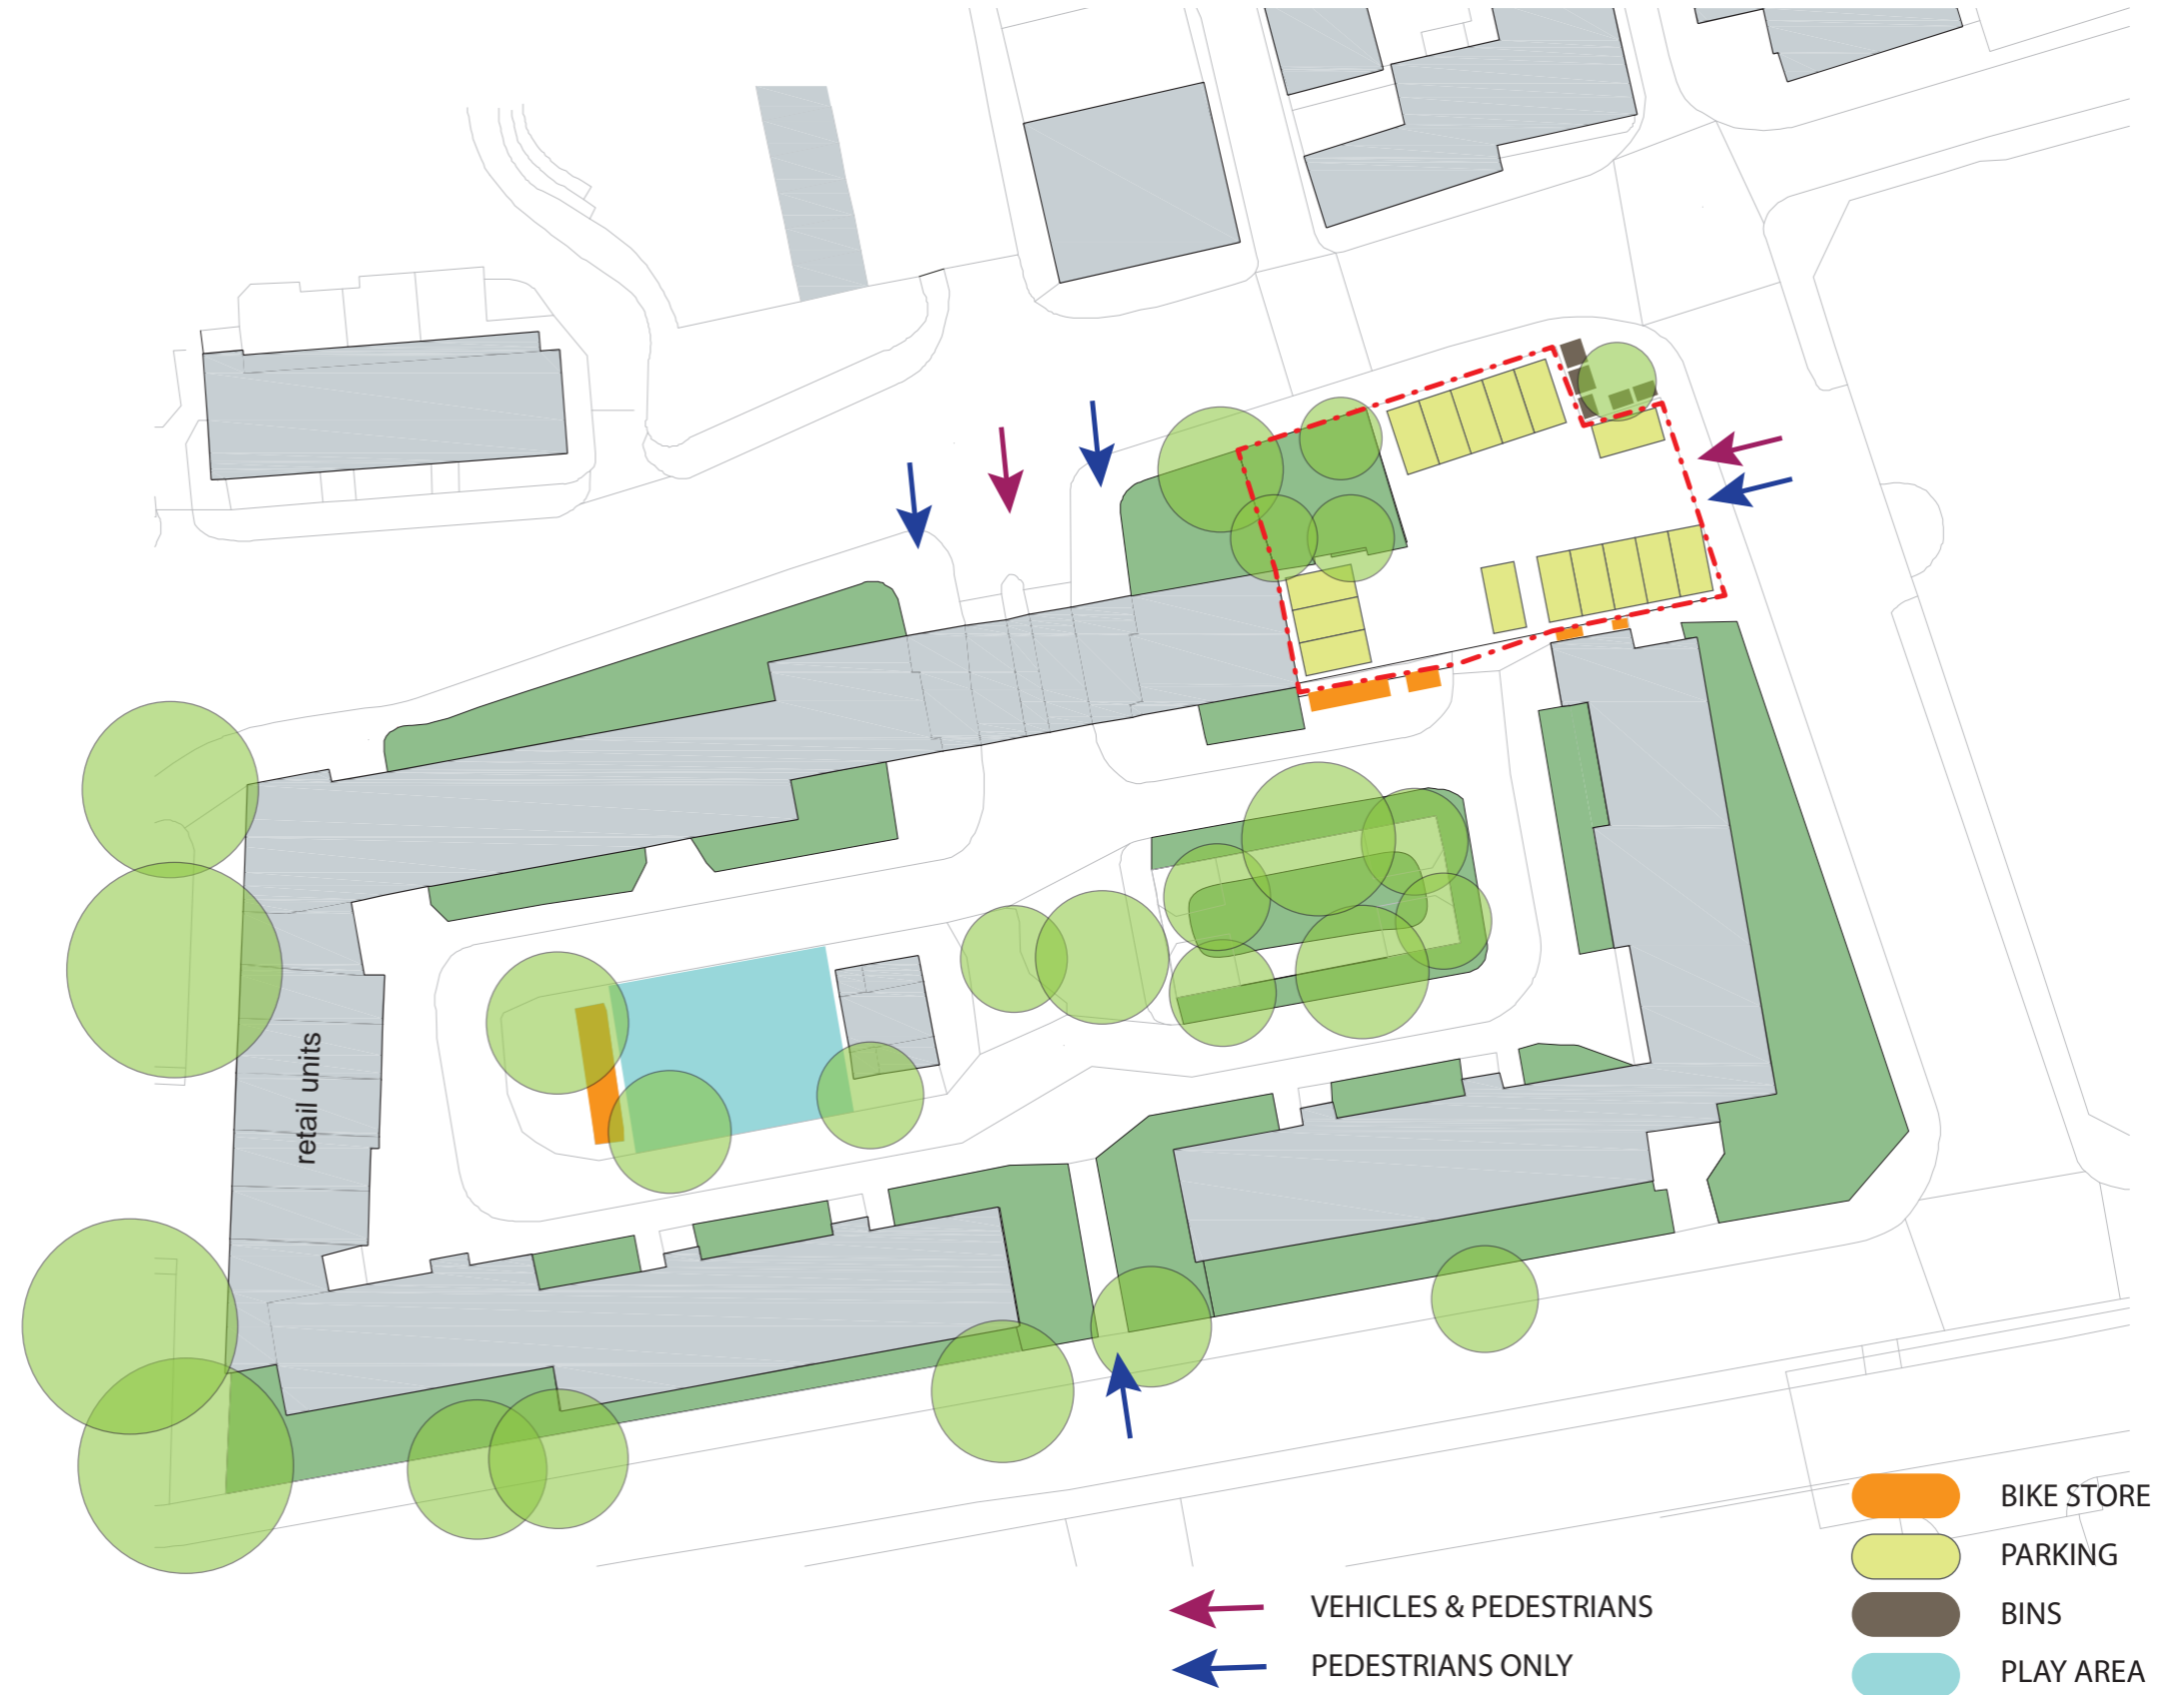 retail units
BIKE STORE
PARKING
VEHICLES & PEDESTRIANS
BINS
PEDESTRIANS ONLY
PLAY AREA